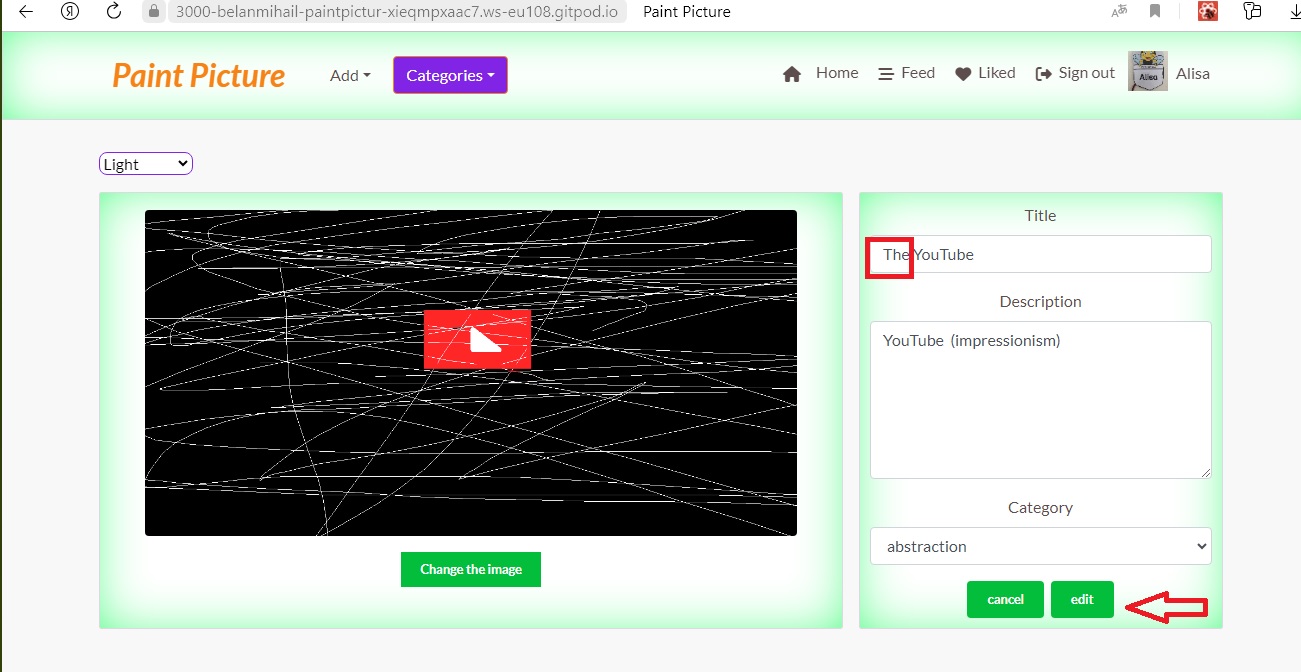 3000-belanmihail-paintpictur-xieqmpxaac7.ws-eu108.gitpod.io Paint Picture
Paint Picture Add Categories Home Feed Liked Sign out Alisa Alisa
Light
Title
The YouTube
Description
YouTube (impressionism)
Category
abstraction
Change the image
cancel edit